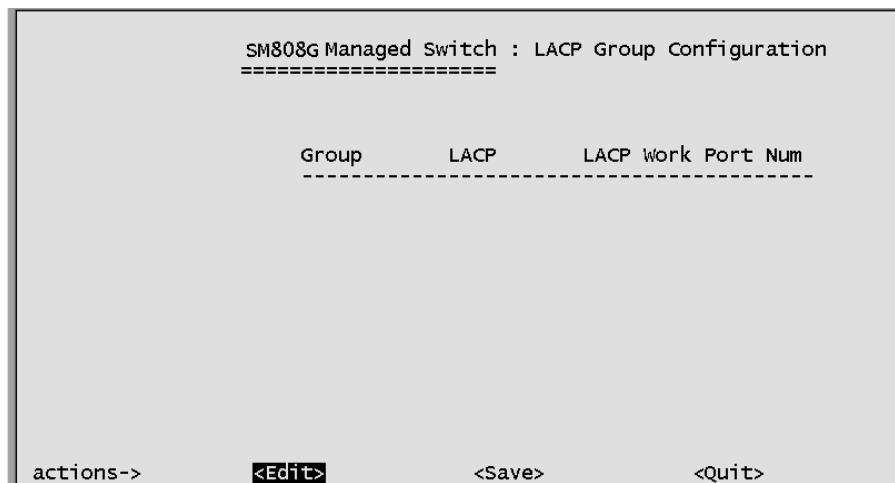 SM808G Managed Switch : LACP Group Configuration
=====================
Group LACP LACP Work Port Num
------------------------------------------
actions-> <Edit> <Save> <Quit>